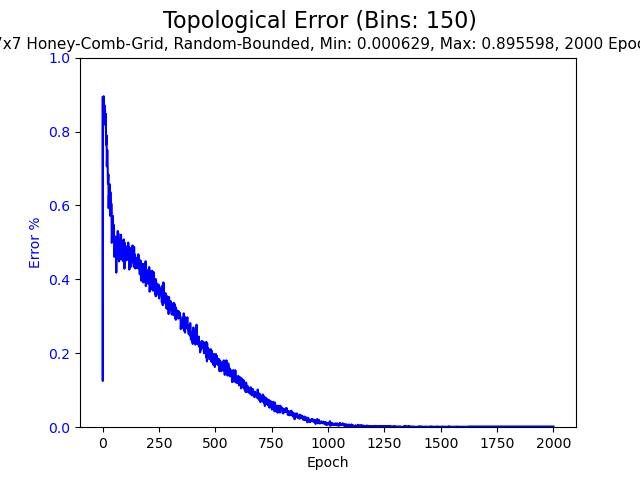 Topological Error (Bins: 150)
x7 Honey-Comb-Grid, Random-Bounded, Min: 0.000629, Max: 0.895598, 2000
1.0
0.8
0.6
0.4
0.2
0.0
Error %
0 250 500 750 1000 1250 1500 1750 2000
Epoch